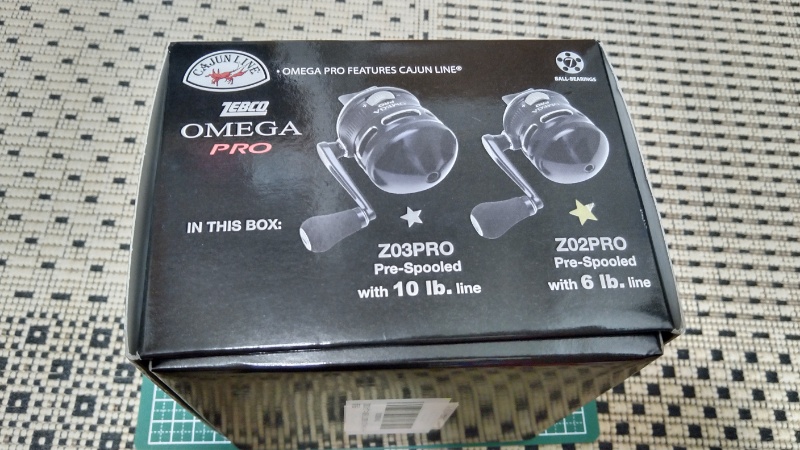 CAJUN LINE
• OMEGA PRO FEATURES CAJUN LINE®
7
BALL-BEARINGS
ZEBCO
OMEGA
PRO
IN THIS BOX:
Z03PRO
Pre-Spooled
with 10 lb. line
Z02PRO
Pre-Spooled
with 6 lb. line